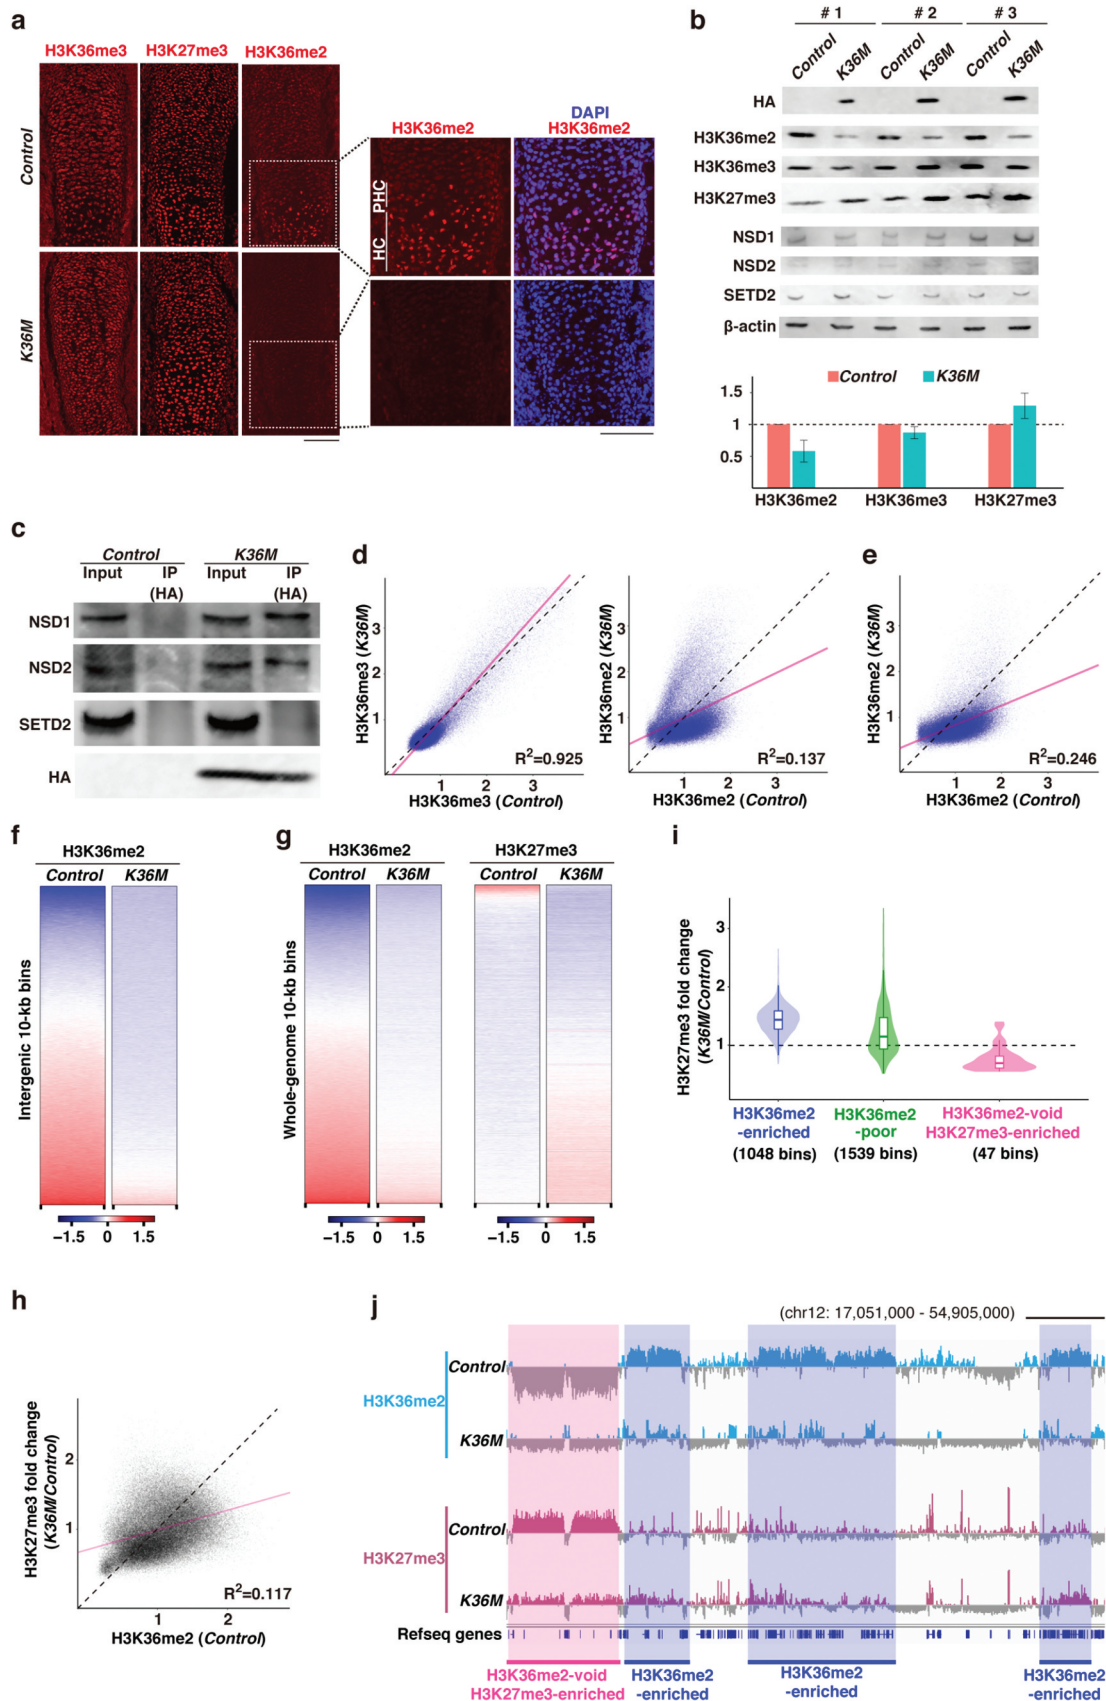 a
H3K36me3 H3K27me3 H3K36me2
Control
K36M
H3K36me2
DAPI
H3K36me2
PHC
HC
b
# 1 # 2 # 3
Control K36M Control K36M Control K36M
HA
H3K36me2
H3K36me3
H3K27me3
NSD1
NSD2
SETD2
β-actin
Control K36M
1.5
1
0.5
H3K36me2 H3K36me3 H3K27me3
c
Control K36M
Input IP Input IP
(HA) (HA)
NSD1
NSD2
SETD2
HA
d
H3K36me3 (K36M)
3
2
1
R²=0.925
1 2 3
H3K36me3 (Control)
H3K36me2 (K36M)
3
2
1
R²=0.137
1 2 3
H3K36me2 (Control)
e
H3K36me2 (K36M)
3
2
1
R²=0.246
1 2 3
H3K36me2 (Control)
f
H3K36me2
Control K36M
Intergenic 10-kb bins
−1.5 0 1.5
g
H3K36me2 H3K27me3
Control K36M Control K36M
Whole-genome 10-kb bins
−1.5 0 1.5 −1.5 0 1.5
i
H3K27me3 fold change
(K36M/Control)
3
2
1
H3K36me2 H3K36me2 H3K36me2-void
-enriched -poor H3K27me3-enriched
(1048 bins) (1539 bins) (47 bins)
h
H3K27me3 fold change
(K36M/Control)
2
1
R²=0.117
1 2
H3K36me2 (Control)
j
(chr12: 17,051,000 - 54,905,000)
Control
H3K36me2
K36M
Control
H3K27me3
K36M
Refseq genes
H3K36me2-void H3K36me2 H3K36me2 H3K36me2
H3K27me3-enriched -enriched -enriched -enriched